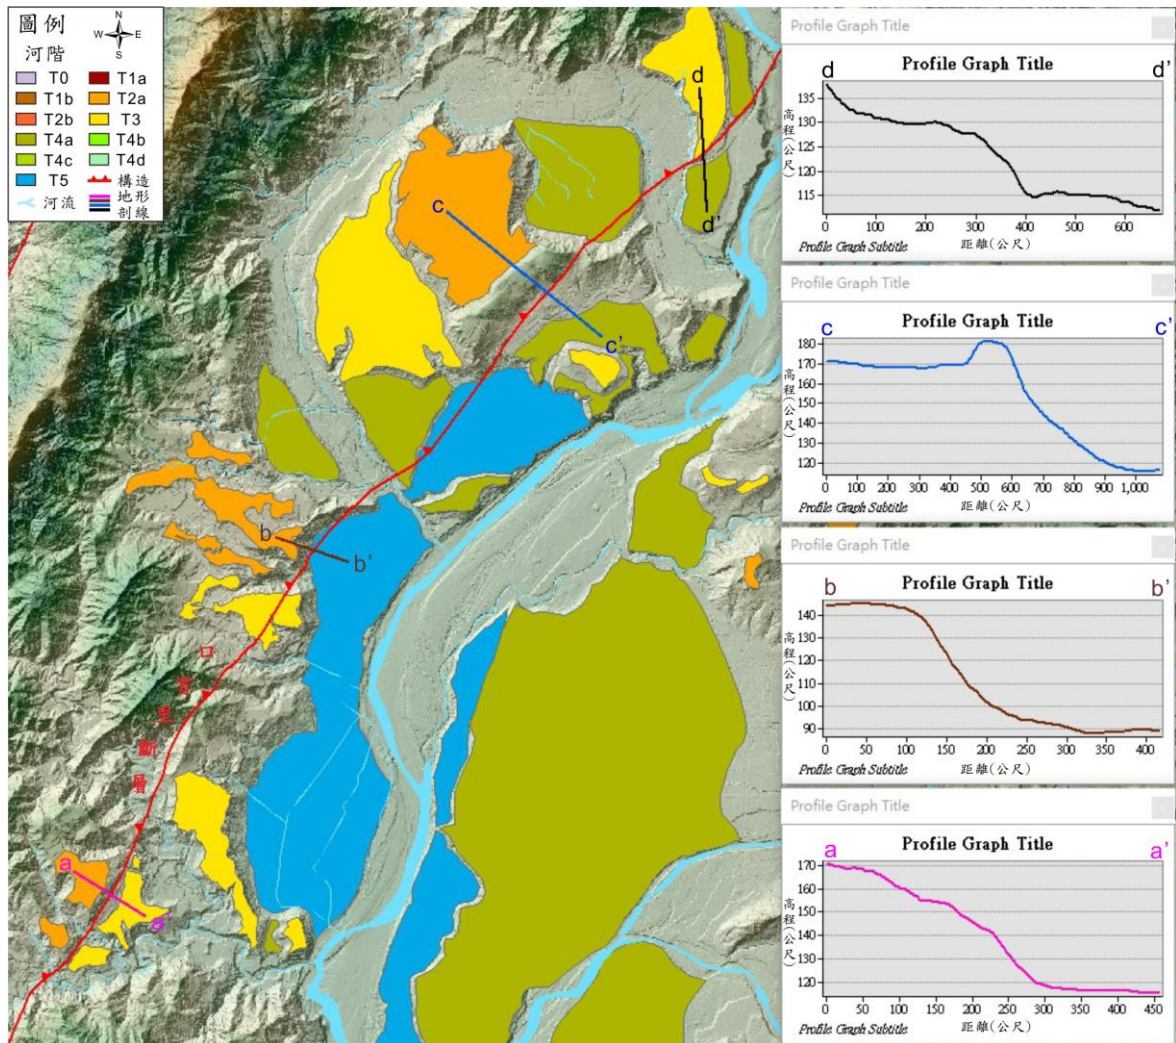 圖例
N
W E
S
河階
T0 T1a
T1b T2a
T2b T3
T4a T4b
T4c T4d
T5 構造
河流 地形
剖線
d
d'
c
c'
b
b'
a
a'
口
宵
里
斷
層
Profile Graph Title
Profile Graph Title
d d'
高程(公尺)
135
130
125
120
115
0 100 200 300 400 500 600
Profile Graph Subtitle 距離(公尺)
Profile Graph Title
Profile Graph Title
c c'
高程(公尺)
180
170
160
150
140
130
120
0 100 200 300 400 500 600 700 800 900 1,000
Profile Graph Subtitle 距離(公尺)
Profile Graph Title
Profile Graph Title
b b'
高程(公尺)
140
130
120
110
100
90
0 50 100 150 200 250 300 350 400
Profile Graph Subtitle 距離(公尺)
Profile Graph Title
Profile Graph Title
a a'
高程(公尺)
170
160
150
140
130
120
0 50 100 150 200 250 300 350 400 450
Profile Graph Subtitle 距離(公尺)